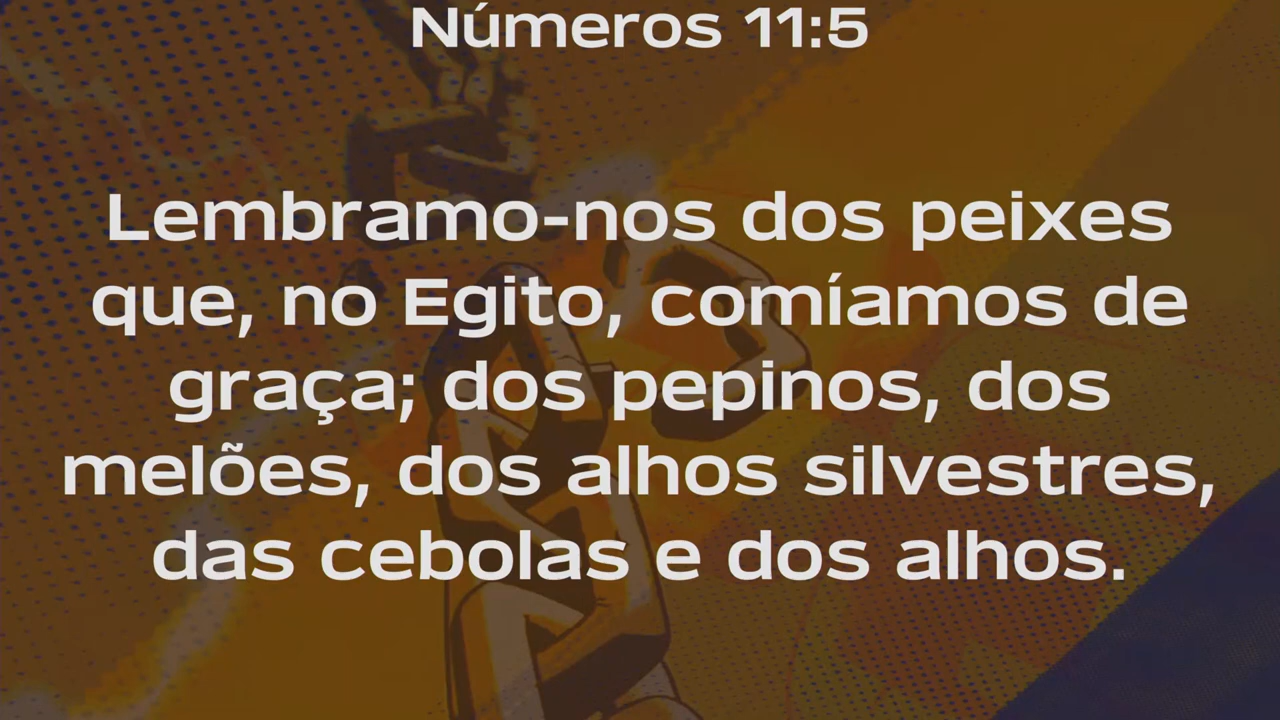 Números 11:5
Lembramo-nos dos peixes
que, no Egito, comíamos de
graça; dos pepinos, dos
melões, dos alhos silvestres,
das cebolas e dos alhos.